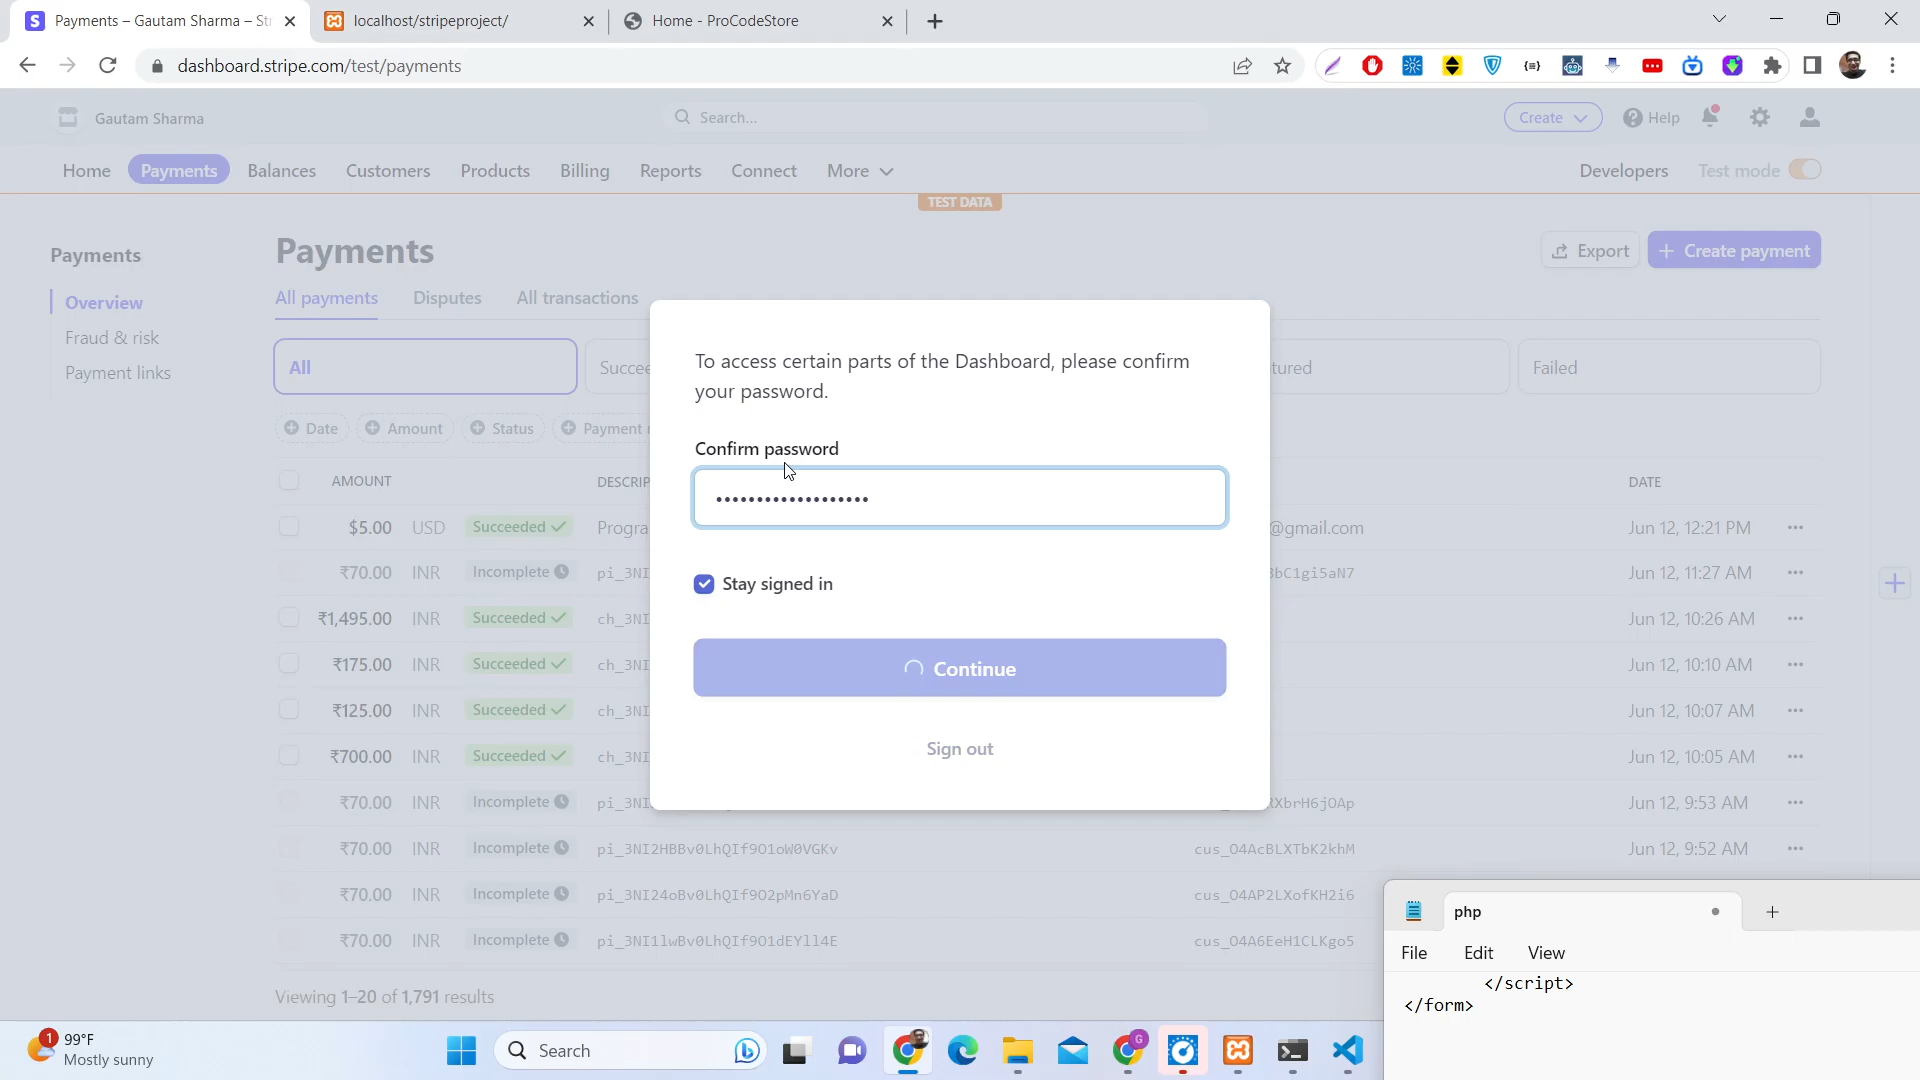 Payments – Gautam Sharma – St
localhost/stripeproject/
Home - ProCodeStore
dashboard.stripe.com/test/payments
Gautam Sharma
Search...
Create
Help
Home
Payments
Balances
Customers
Products
Billing
Reports
Connect
More
Developers
Test mode
TEST DATA
Payments
Overview
Fraud & risk
Payment links
Payments
Export
Create payment
All payments
Disputes
All transactions
All
Succee
tured
Failed
Date
Amount
Status
Payment
AMOUNT
DESCRIP
DATE
$5.00 USD Succeeded Progra @gmail.com Jun 12, 12:21 PM
₹70.00 INR Incomplete pi_3NI bC1gi5aN7 Jun 12, 11:27 AM
₹1,495.00 INR Succeeded ch_3NI Jun 12, 10:26 AM
₹175.00 INR Succeeded ch_3NI Jun 12, 10:10 AM
₹125.00 INR Succeeded ch_3NI Jun 12, 10:07 AM
₹700.00 INR Succeeded ch_3NI Jun 12, 10:05 AM
₹70.00 INR Incomplete pi_3NI XbrH6jOAp Jun 12, 9:53 AM
₹70.00 INR Incomplete pi_3NI2HBBv0LhQIf9O1oW0VGKv cus_O4AcBLXTbK2khM Jun 12, 9:52 AM
₹70.00 INR Incomplete pi_3NI24oBv0LhQIf9O2pMn6YaD cus_O4AP2LXofKH2i6
₹70.00 INR Incomplete pi_3NI1lwBv0LhQIf9O1dEYll4E cus_O4A6EeH1CLKgo5
Viewing 1–20 of 1,791 results
To access certain parts of the Dashboard, please confirm
your password.
Confirm password
Stay signed in
Continue
Sign out
php
File
Edit
View
</script>
</form>
1
99°F
Mostly sunny
Search